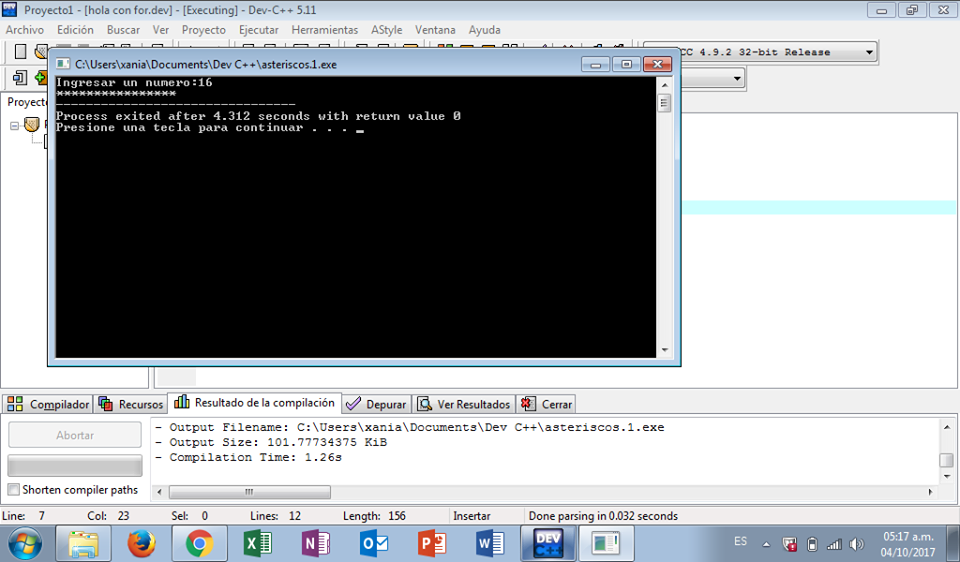 Proyecto1 - [hola con for.dev] - [Executing] - Dev-C++ 5.11
Archivo Edición Buscar Ver Proyecto Ejecutar Herramientas AStyle Ventana Ayuda
CC 4.9.2 32-bit Release
C:\Users\xania\Documents\Dev C++\asteriscos.1.exe
Ingresar un numero:16
****************
--------------------------------
Process exited after 4.312 seconds with return value 0
Presione una tecla para continuar . . . _
Proyecto
Compilador Recursos Resultado de la compilación Depurar Ver Resultados Cerrar
Abortar
Shorten compiler paths
- Output Filename: C:\Users\xania\Documents\Dev C++\asteriscos.1.exe
- Output Size: 101.77734375 KiB
- Compilation Time: 1.26s
Line: 7 Col: 23 Sel: 0 Lines: 12 Length: 156 Insertar Done parsing in 0.032 seconds
DEV C++
ES
05:17 a.m.
04/10/2017